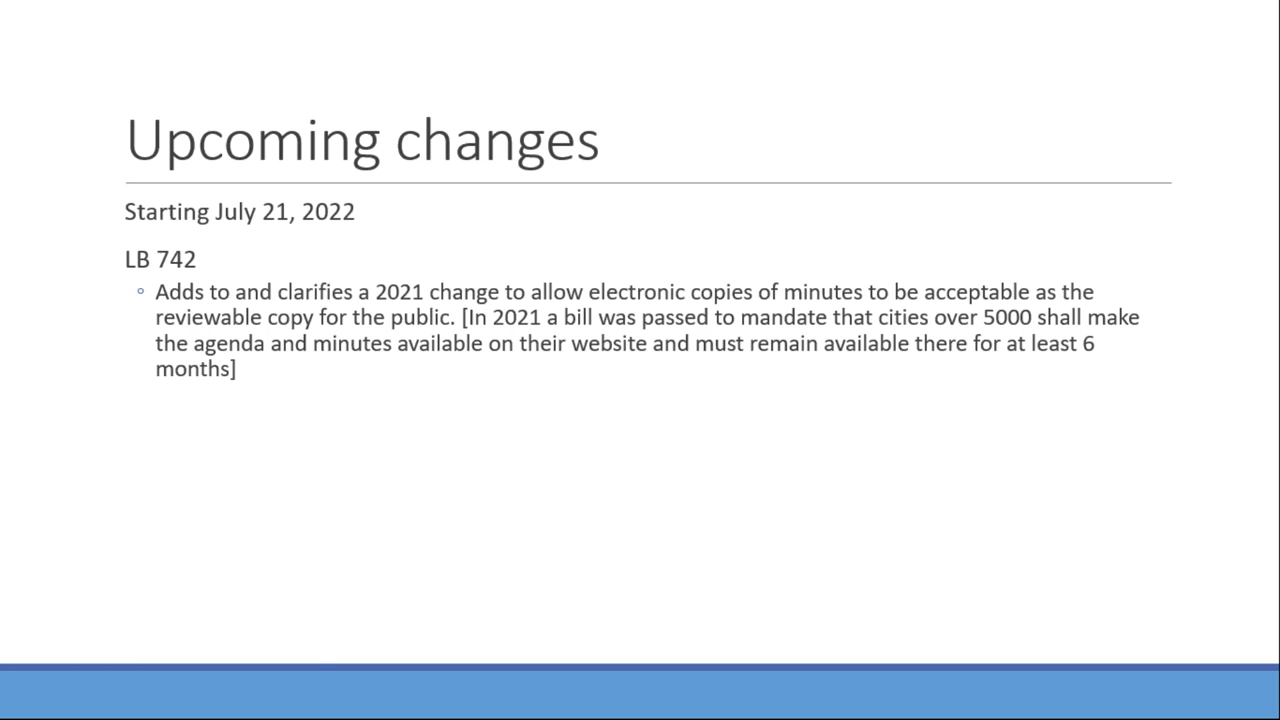 Upcoming changes
Starting July 21, 2022
LB 742
◦ Adds to and clarifies a 2021 change to allow electronic copies of minutes to be acceptable as the
reviewable copy for the public. [In 2021 a bill was passed to mandate that cities over 5000 shall make
the agenda and minutes available on their website and must remain available there for at least 6
months]